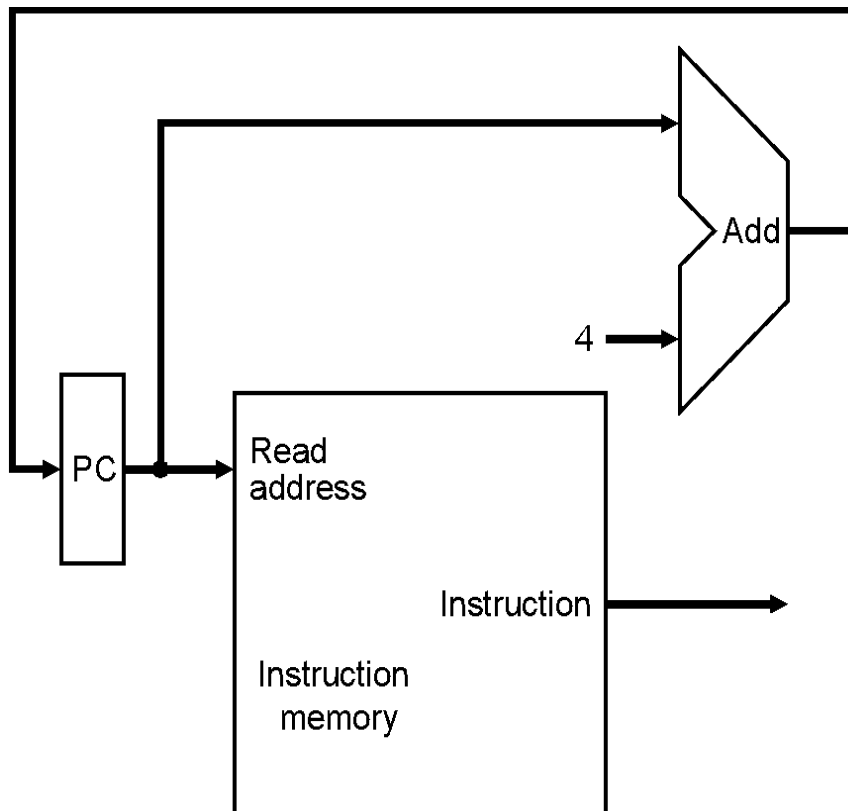 Add
4
PC
Read
address
Instruction
Instruction
memory